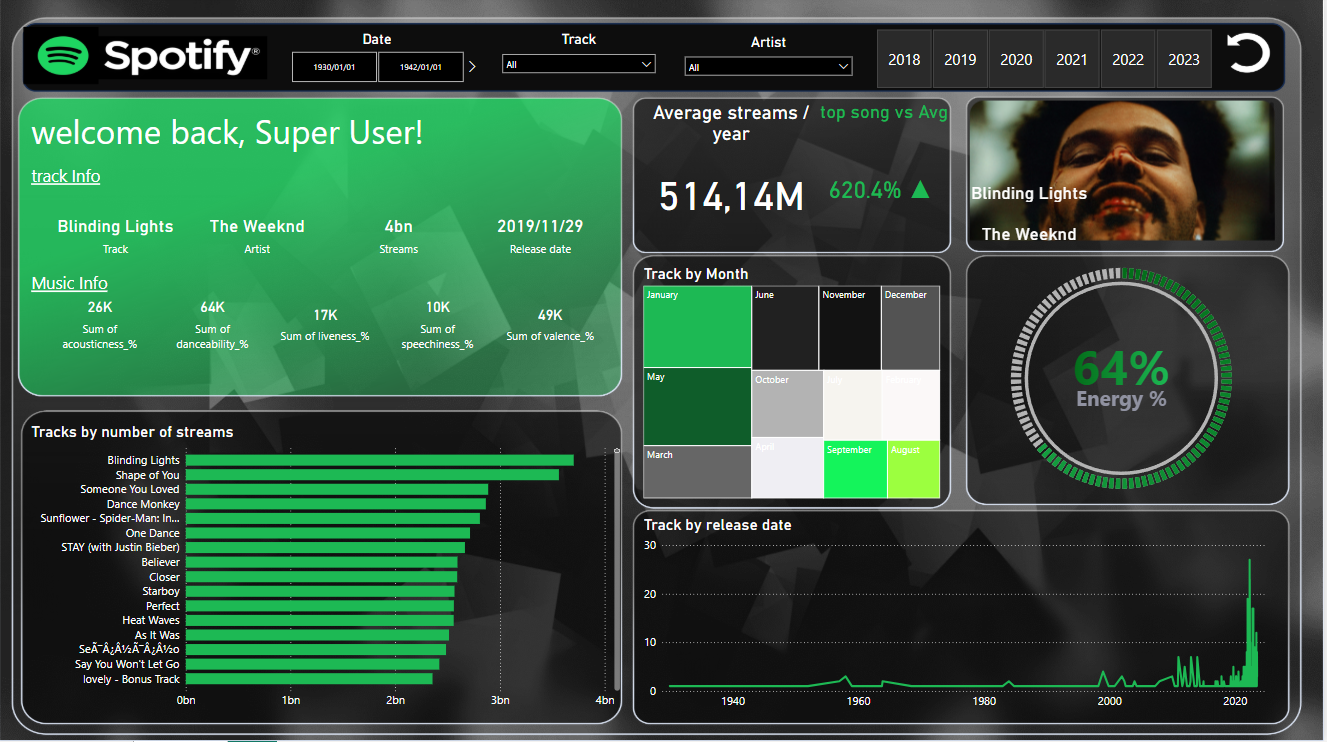 Spotify®
Date
1930/01/01
1942/01/01
Track
All
Artist
All
2018
2019
2020
2021
2022
2023
welcome back, Super User!
track Info
Blinding Lights
The Weeknd
4bn
2019/11/29
Track
Artist
Streams
Release date
Music Info
26K
64K
17K
10K
49K
Sum of
acousticness_%
Sum of
danceability_%
Sum of liveness_%
Sum of
speechiness_%
Sum of valence_%
Average streams /
year
top song vs Avg
514,14M
620.4%
Blinding Lights
The Weeknd
Track by Month
January
June
November
December
May
October
July
February
March
April
September
August
64%
Energy %
Tracks by number of streams
Blinding Lights
Shape of You
Someone You Loved
Dance Monkey
Sunflower - Spider-Man: In...
One Dance
STAY (with Justin Bieber)
Believer
Closer
Starboy
Perfect
Heat Waves
As It Was
SeÃ¯Â¿Â½Ã¯Â¿Â½o
Say You Won't Let Go
lovely - Bonus Track
0bn
1bn
2bn
3bn
4bn
Track by release date
30
20
10
0
1940
1960
1980
2000
2020